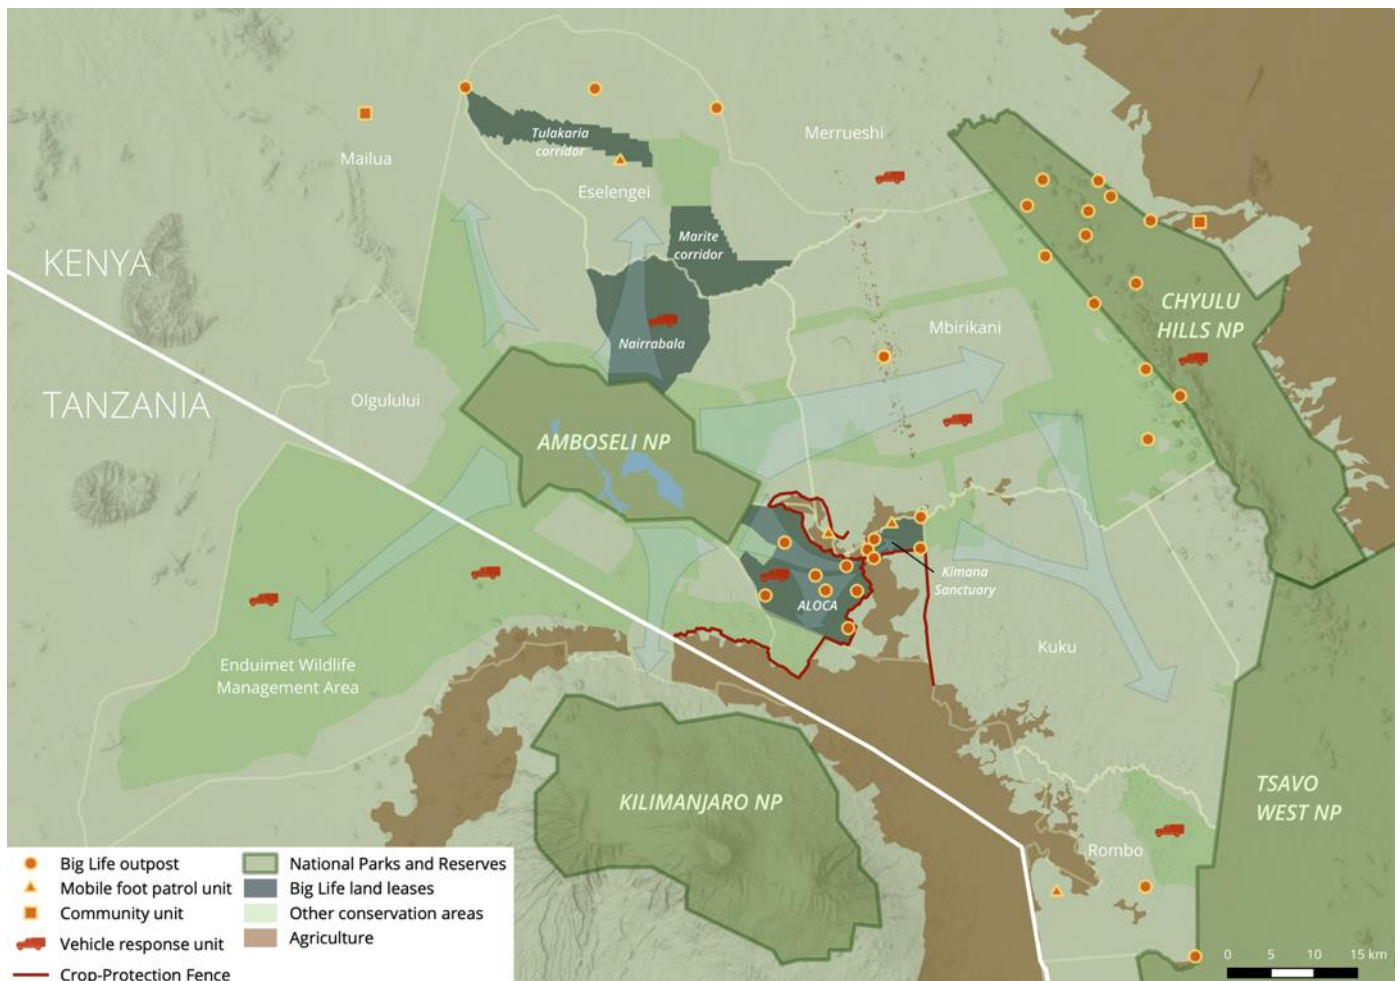 Merrueshi
Tulakaria
corridor
Mailua
Eselengei
Marite
corridor
KENYA
CHYULU
HILLS NP
Mbirikani
Nairrabala
TANZANIA
Olgulului
AMBOSELI NP
Kimana
Sanctuary
ALOCA
Kuku
Enduimet Wildlife
Management Area
KILIMANJARO NP
TSAVO
WEST NP
Rombo
Big Life outpost
Mobile foot patrol unit
Community unit
Vehicle response unit
Crop-Protection Fence
National Parks and Reserves
Big Life land leases
Other conservation areas
Agriculture
0 5 10 15 km